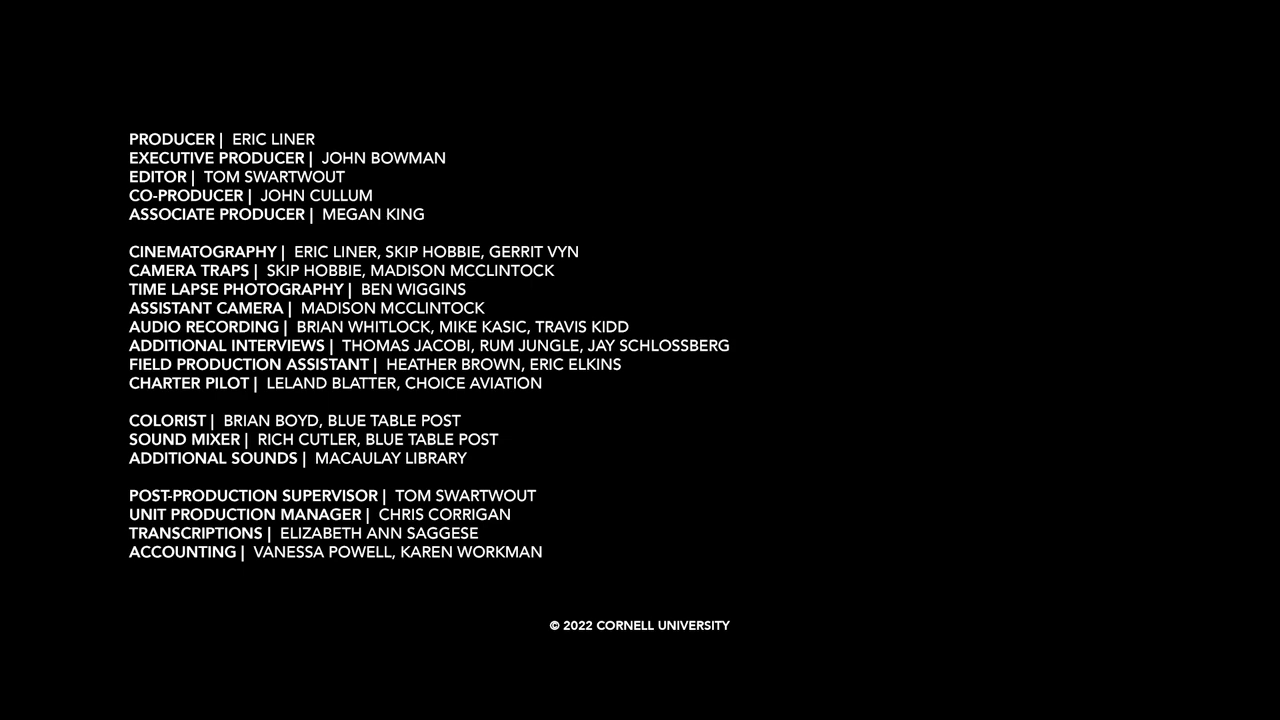 PRODUCER | ERIC LINER
EXECUTIVE PRODUCER | JOHN BOWMAN
EDITOR | TOM SWARTWOUT
CO-PRODUCER | JOHN CULLUM
ASSOCIATE PRODUCER | MEGAN KING
CINEMATOGRAPHY | ERIC LINER, SKIP HOBBIE, GERRIT VYN
CAMERA TRAPS | SKIP HOBBIE, MADISON MCCLINTOCK
TIME LAPSE PHOTOGRAPHY | BEN WIGGINS
ASSISTANT CAMERA | MADISON MCCLINTOCK
AUDIO RECORDING | BRIAN WHITLOCK, MIKE KASIC, TRAVIS KIDD
ADDITIONAL INTERVIEWS | THOMAS JACOBI, RUM JUNGLE, JAY SCHLOSSBERG
FIELD PRODUCTION ASSISTANT | HEATHER BROWN, ERIC ELKINS
CHARTER PILOT | LELAND BLATTER, CHOICE AVIATION
COLORIST | BRIAN BOYD, BLUE TABLE POST
SOUND MIXER | RICH CUTLER, BLUE TABLE POST
ADDITIONAL SOUNDS | MACAULAY LIBRARY
POST-PRODUCTION SUPERVISOR | TOM SWARTWOUT
UNIT PRODUCTION MANAGER | CHRIS CORRIGAN
TRANSCRIPTIONS | ELIZABETH ANN SAGGESE
ACCOUNTING | VANESSA POWELL, KAREN WORKMAN
© 2022 CORNELL UNIVERSITY